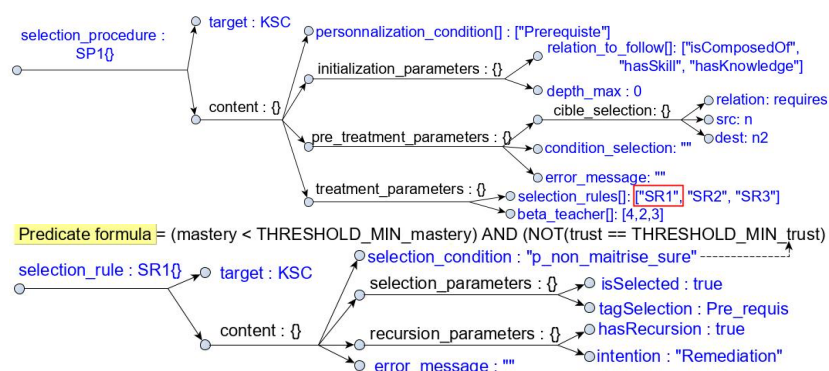 selection_procedure :
SP1{}
target : KSC
content : {}
personnalization_condition[] : ["Prerequiste"]
initialization_parameters : {}
relation_to_follow[]: ["isComposedOf",
"hasSkill", "hasKnowledge"]
depth_max : 0
pre_treatment_parameters : {}
cible_selection: {}
relation: requires
src: n
dest: n2
condition_selection: ""
error_message: ""
treatment_parameters : {}
selection_rules[]: ["SR1", "SR2", "SR3"]
beta_teacher[]: [4,2,3]
Predicate formula = (mastery < THRESHOLD_MIN_mastery) AND (NOT(trust == THRESHOLD_MIN_trust)
selection_rule : SR1{}
target : KSC
content : {}
selection_condition : "p_non_maitrise_sure"
selection_parameters : {}
isSelected : true
tagSelection : Pre_requis
recursion_parameters : {}
hasRecursion : true
intention : "Remediation"
error_message : ""